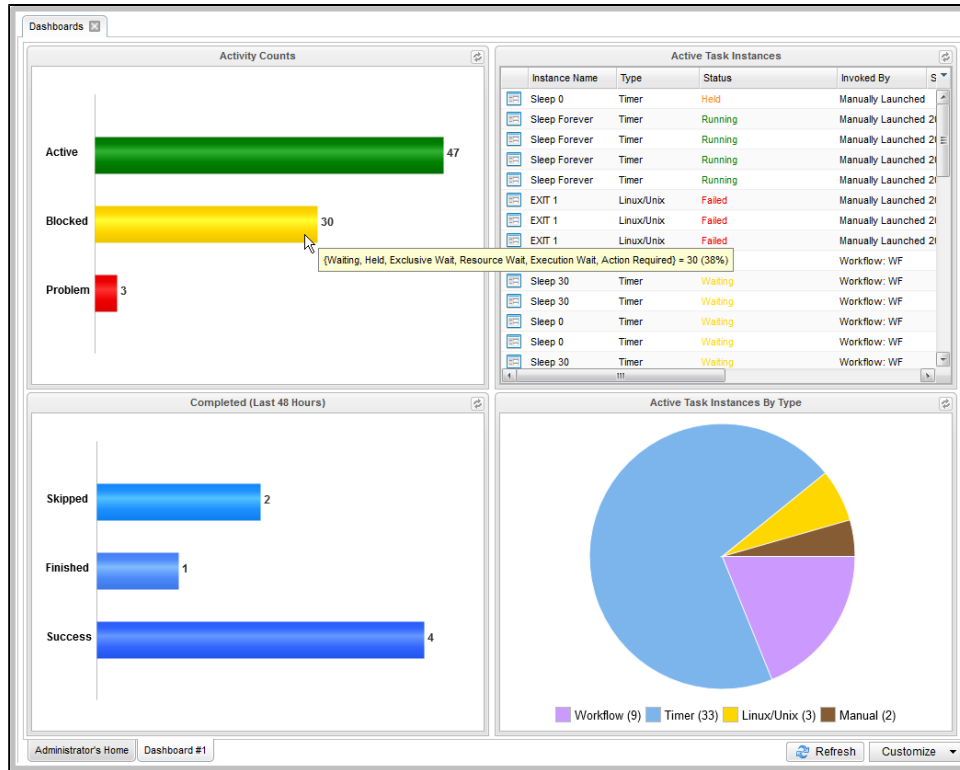 Dashboards
Activity Counts
Active 47
Blocked 30
Problem 3
{Waiting, Held, Exclusive Wait, Resource Wait, Execution Wait, Action Required} = 30 (38%)
Active Task Instances
Instance Name Type Status Invoked By S
Sleep 0 Timer Held Manually Launched
Sleep Forever Timer Running Manually Launched 20
Sleep Forever Timer Running Manually Launched 20
Sleep Forever Timer Running Manually Launched 20
Sleep Forever Timer Running Manually Launched 20
EXIT 1 Linux/Unix Failed Manually Launched 20
EXIT 1 Linux/Unix Failed Manually Launched 20
EXIT 1 Linux/Unix Failed Manually Launched 20
Workflow: WF
Sleep 30 Timer Waiting Workflow: WF
Sleep 30 Timer Waiting Workflow: WF
Sleep 0 Timer Waiting Workflow: WF
Sleep 0 Timer Waiting Workflow: WF
Sleep 30 Timer Waiting Workflow: WF
Completed (Last 48 Hours)
Skipped 2
Finished 1
Success 4
Active Task Instances By Type
Workflow (9) Timer (33) Linux/Unix (3) Manual (2)
Administrator's Home Dashboard #1 Refresh Customize